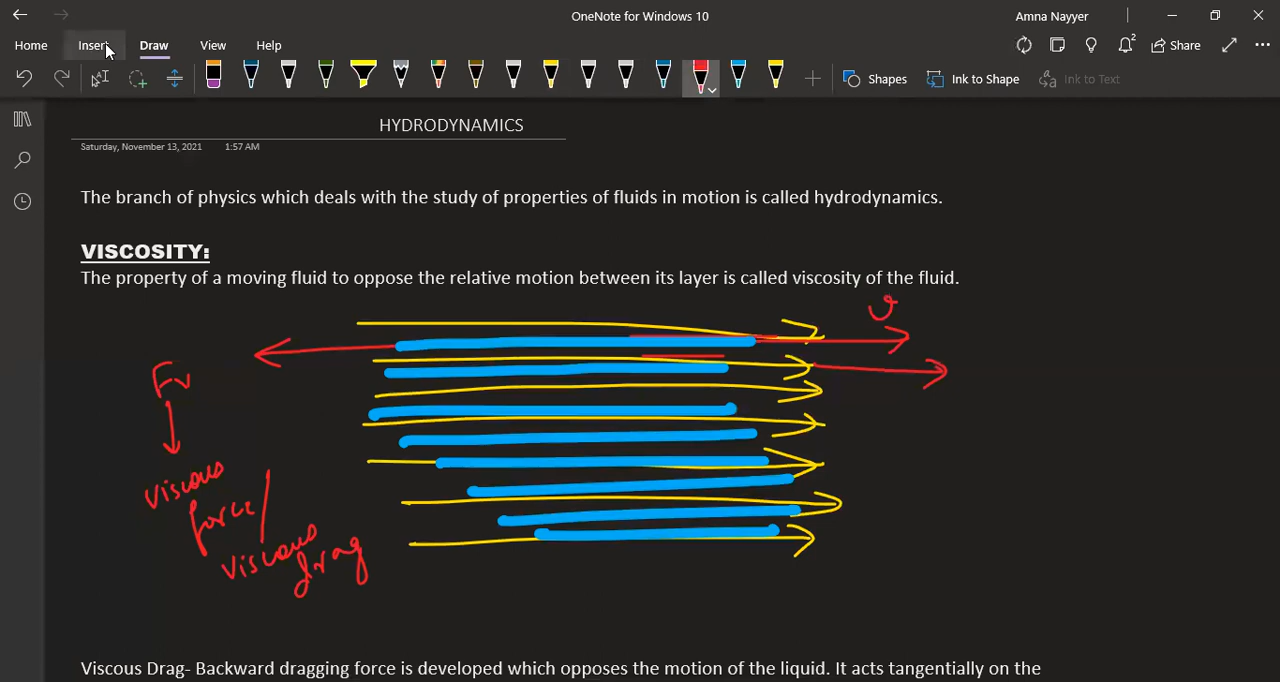 OneNote for Windows 10
Amna Nayyer
Home Insert Draw View Help
Share
Shapes Ink to Shape Ink to Text
HYDRODYNAMICS
Saturday, November 13, 2021 1:57 AM
The branch of physics which deals with the study of properties of fluids in motion is called hydrodynamics.
VISCOSITY:
The property of a moving fluid to oppose the relative motion between its layer is called viscosity of the fluid.
v
Fv
viscous
force/
viscous
drag
Viscous Drag- Backward dragging force is developed which opposes the motion of the liquid. It acts tangentially on the